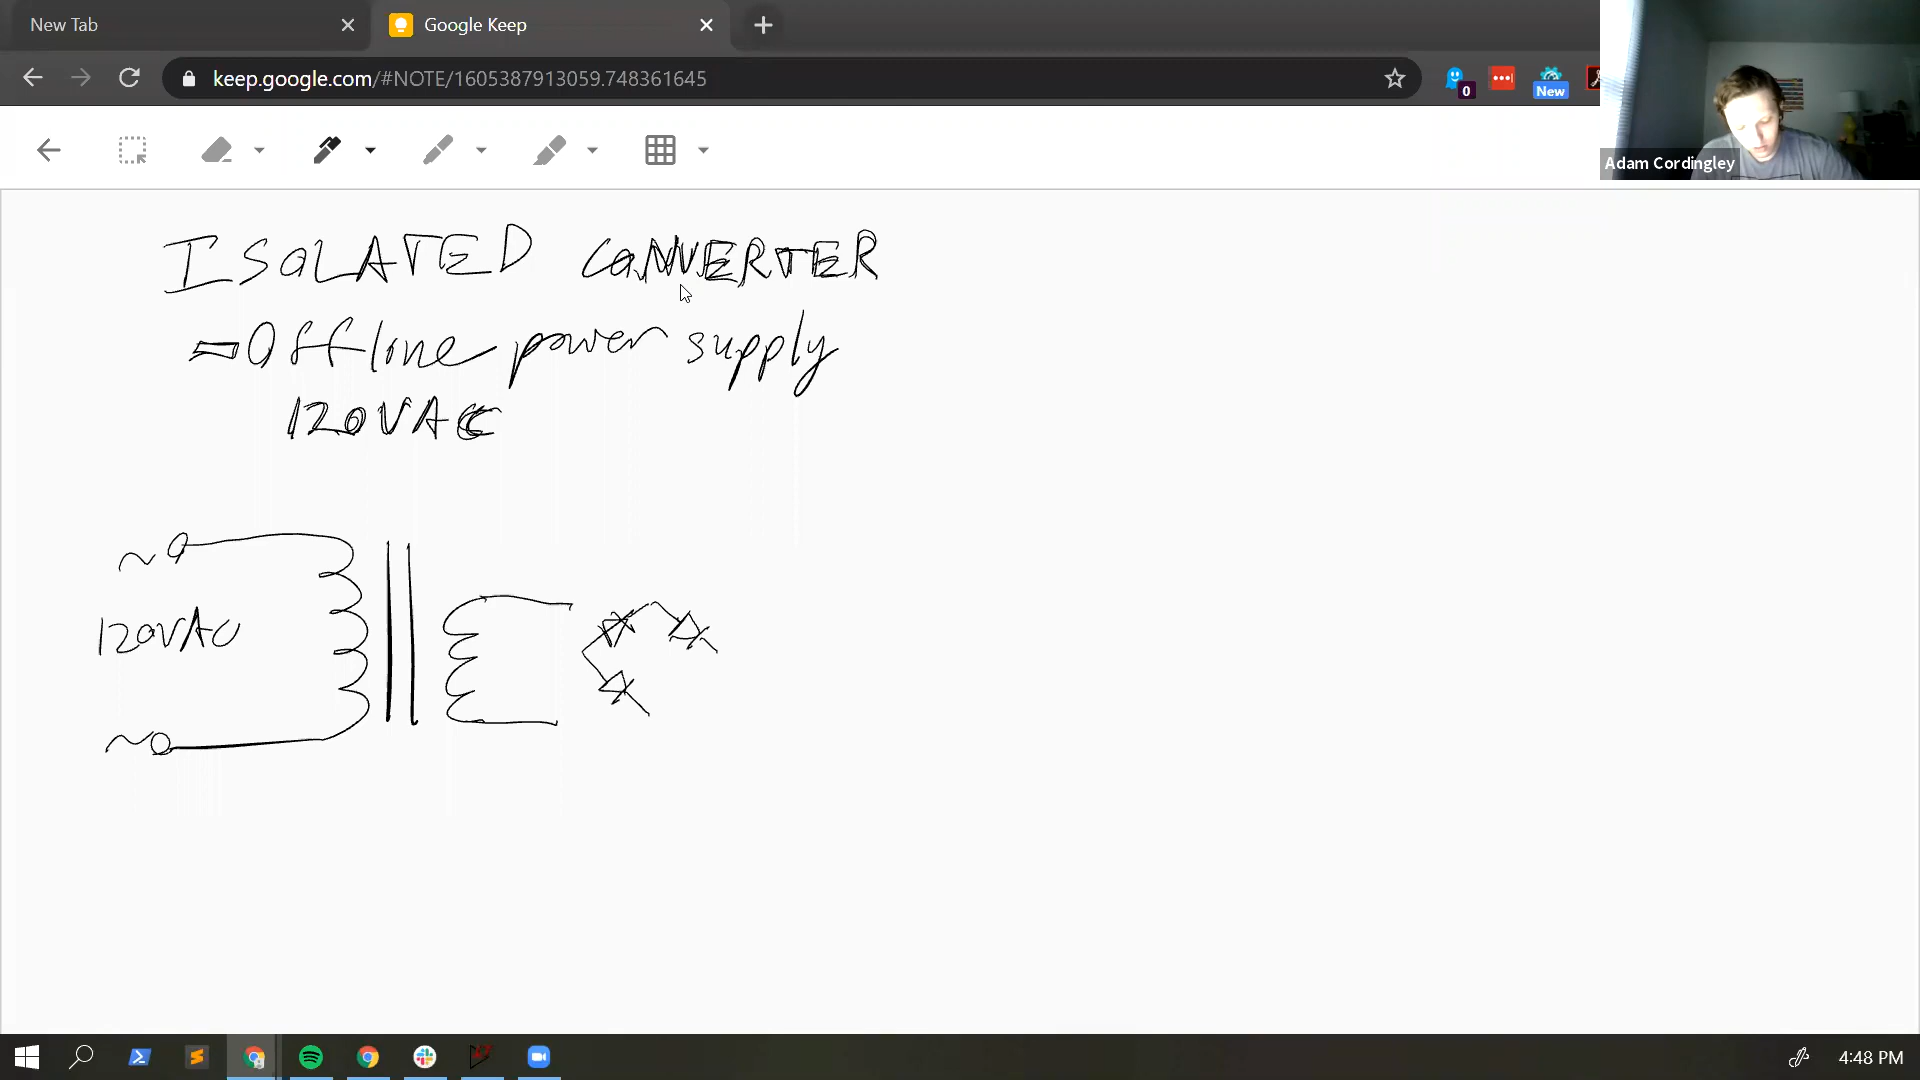 New Tab
Google Keep
keep.google.com/#NOTE/1605387913059.748361645
0
New
Adam Cordingley
ISOLATED CONVERTER
- Offline power supply
120VAC
~
120VAC
~
4:48 PM